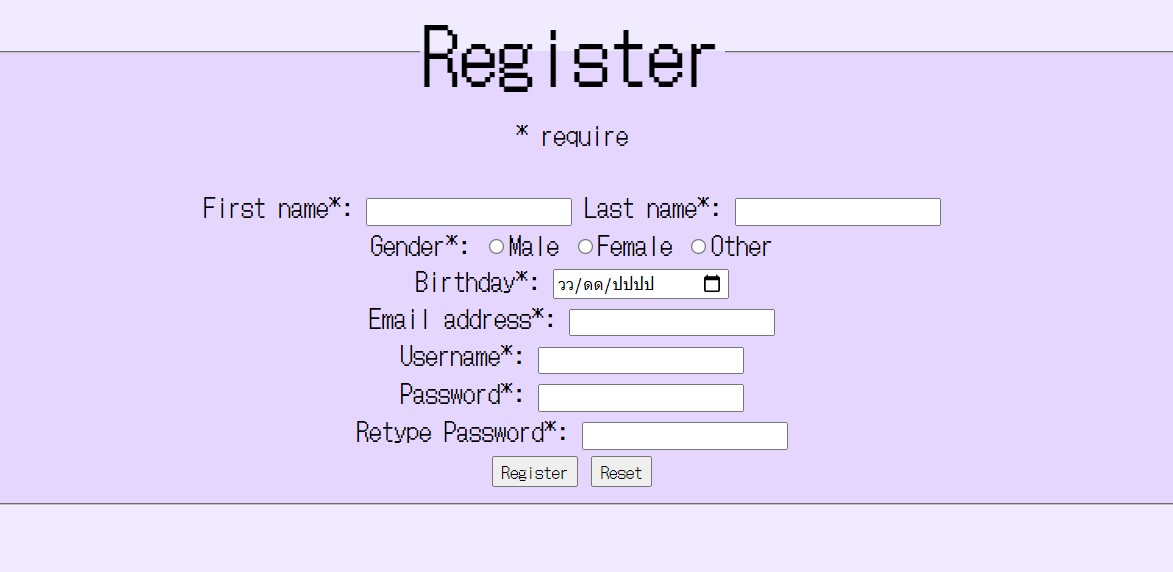 Register
* require
First name*: Last name*:
Gender*: Male Female Other
Birthday*: วว/ดด/ปปปป
Email address*:
Username*:
Password*:
Retype Password*:
Register Reset